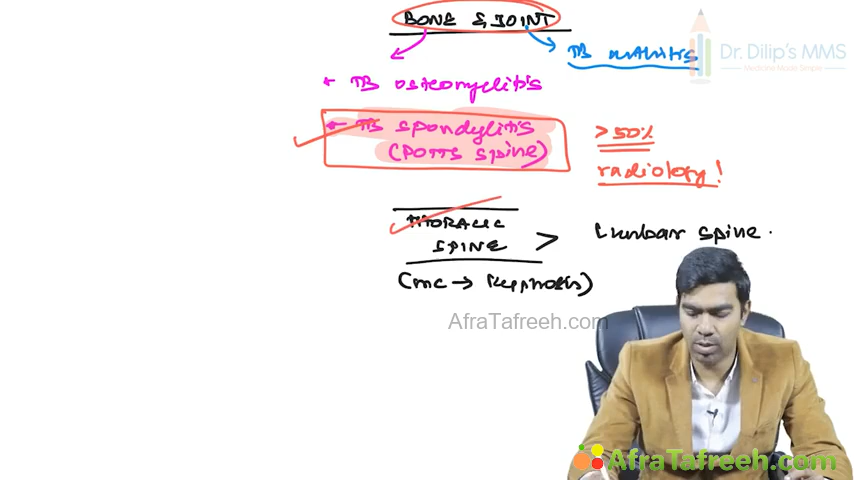 BONE & JOINT
TB arthritis
* TB osteomyelitis
* TB spondylitis
(POTTS spine)
>50%
radiology!
THORACIC
SPINE
>
Lumbar spine.
(mc → kyphosis)
AfraTafreeh.com
Dr. Dilip's MMS
Medicine Made Simple
AfraTafreeh.com